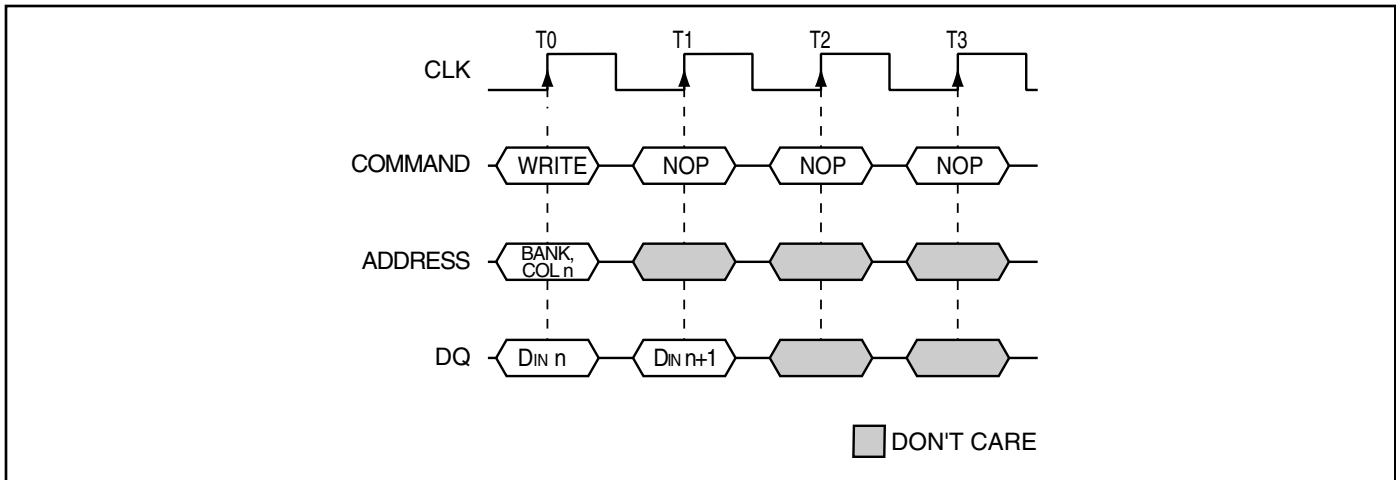 T0 T1 T2 T3
CLK
COMMAND WRITE NOP NOP NOP
ADDRESS BANK,
COL n
DQ DIN n DIN n+1
DON'T CARE